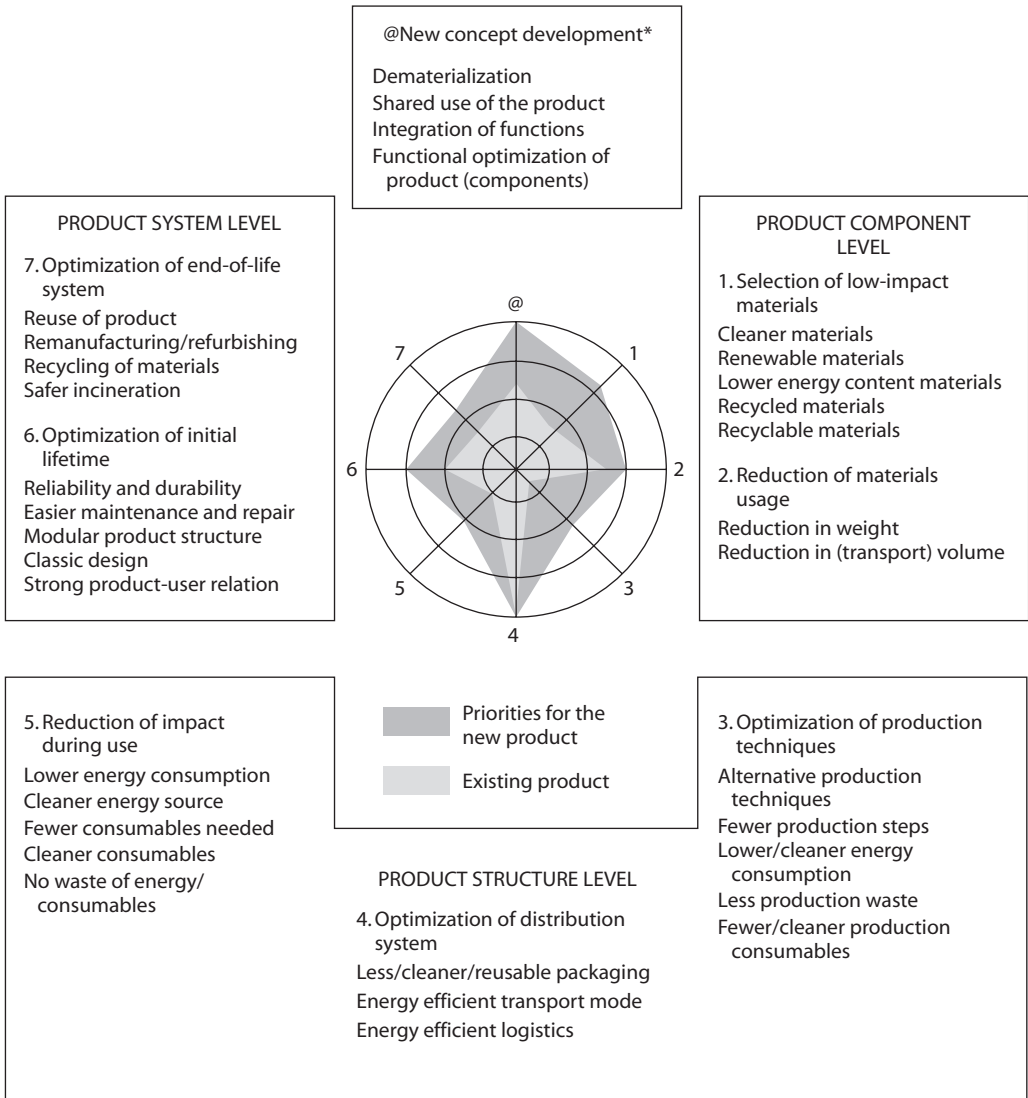 @New concept development*
Dematerialization
Shared use of the product
Integration of functions
Functional optimization of
product (components)
PRODUCT SYSTEM LEVEL
7. Optimization of end-of-life
system
Reuse of product
Remanufacturing/refurbishing
Recycling of materials
Safer incineration
6. Optimization of initial
lifetime
Reliability and durability
Easier maintenance and repair
Modular product structure
Classic design
Strong product-user relation
@
1
2
3
4
5
6
7
PRODUCT COMPONENT
LEVEL
1. Selection of low-impact
materials
Cleaner materials
Renewable materials
Lower energy content materials
Recycled materials
Recyclable materials
2. Reduction of materials
usage
Reduction in weight
Reduction in (transport) volume
5. Reduction of impact
during use
Lower energy consumption
Cleaner energy source
Fewer consumables needed
Cleaner consumables
No waste of energy/
consumables
Priorities for the
new product
Existing product
PRODUCT STRUCTURE LEVEL
4. Optimization of distribution
system
Less/cleaner/reusable packaging
Energy efficient transport mode
Energy efficient logistics
3. Optimization of production
techniques
Alternative production
techniques
Fewer production steps
Lower/cleaner energy
consumption
Less production waste
Fewer/cleaner production
consumables